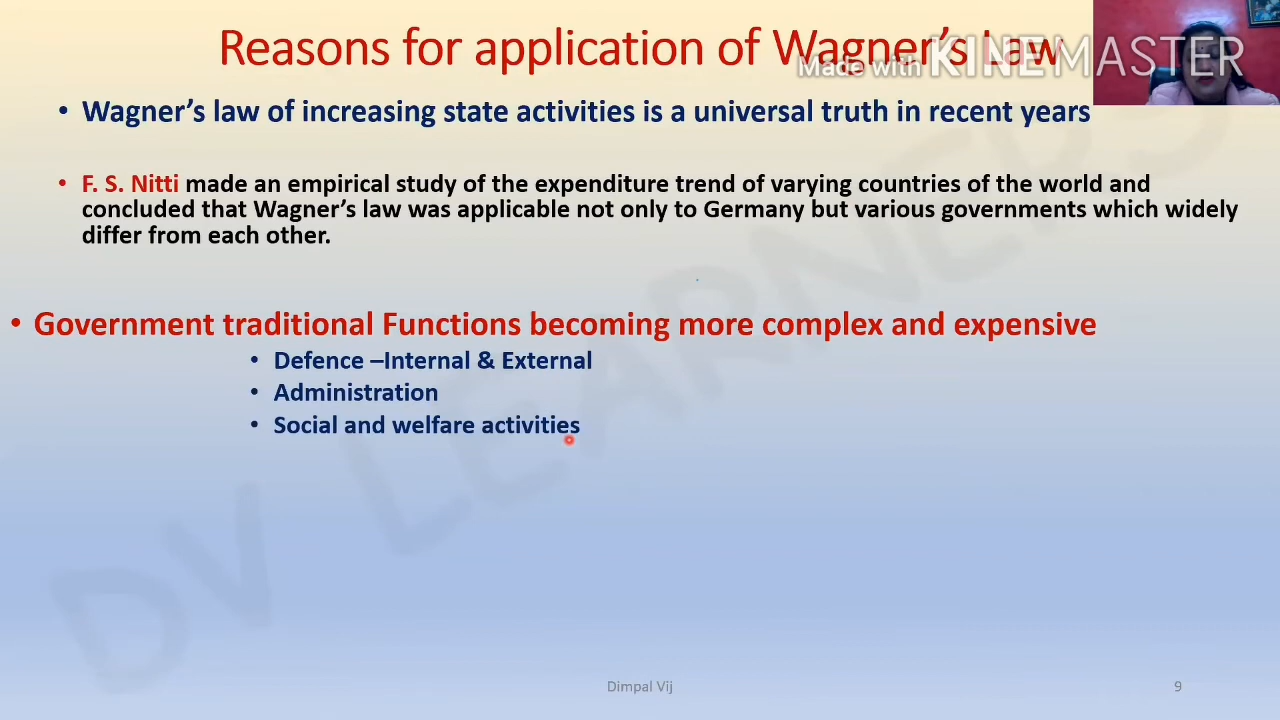 Reasons for application of Wagner's Law
Made with KINEMASTER
• Wagner's law of increasing state activities is a universal truth in recent years
• F. S. Nitti made an empirical study of the expenditure trend of varying countries of the world and
concluded that Wagner's law was applicable not only to Germany but various governments which widely
differ from each other.
• Government traditional Functions becoming more complex and expensive
• Defence –Internal & External
• Administration
• Social and welfare activities
DV LEARNERS
Dimpal Vij
9